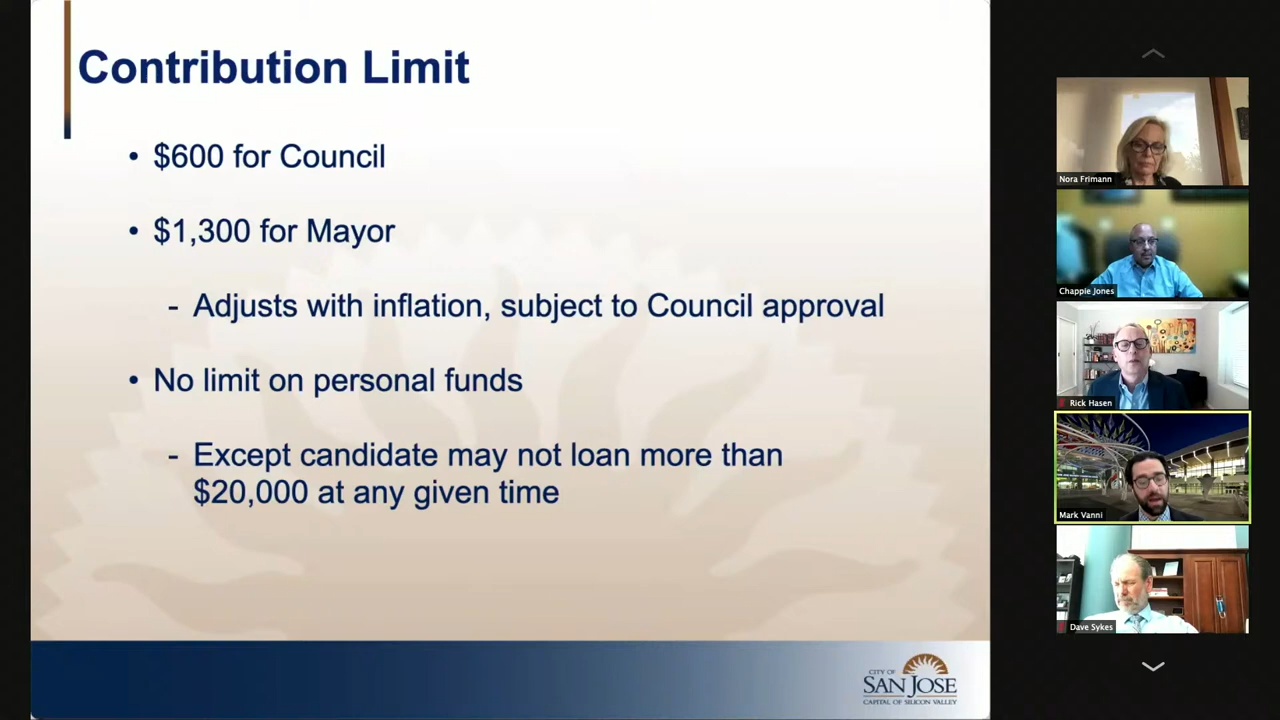 Contribution Limit
• $600 for Council
• $1,300 for Mayor
- Adjusts with inflation, subject to Council approval
• No limit on personal funds
- Except candidate may not loan more than
$20,000 at any given time
CITY OF
SAN JOSE
CAPITAL OF SILICON VALLEY
Nora Frimann
Chappie Jones
Rick Hasen
Mark Vanni
Dave Sykes